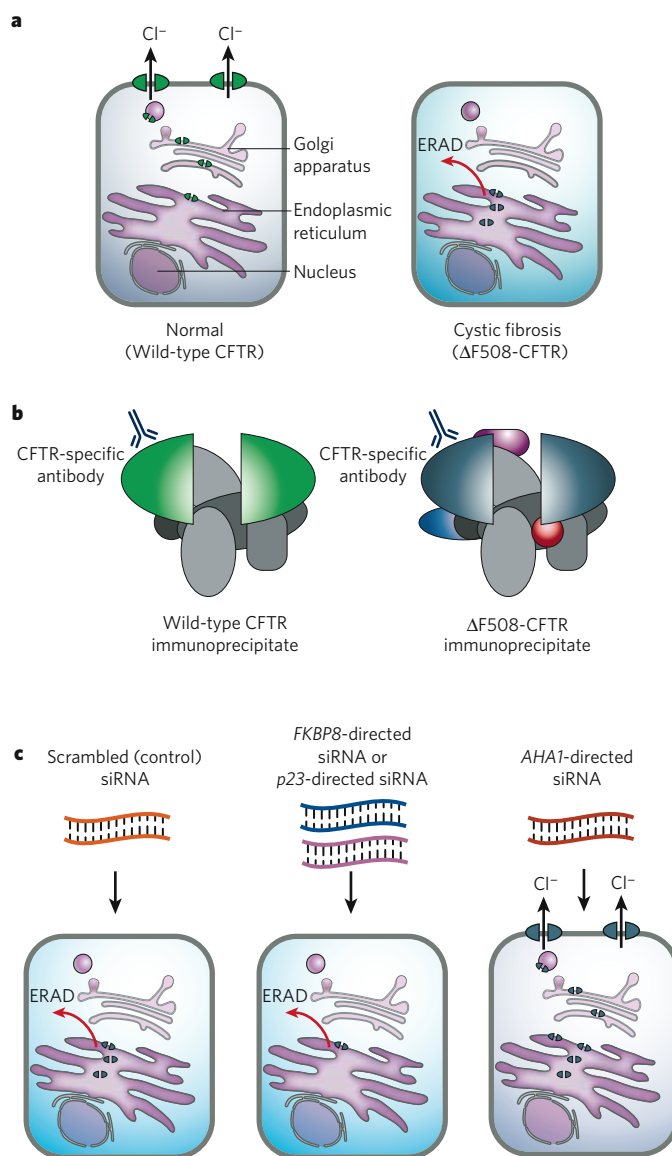 a
Cl⁻ Cl⁻
Golgi
apparatus
Endoplasmic
reticulum
Nucleus
ERAD
Normal
(Wild-type CFTR)
Cystic fibrosis
(ΔF508-CFTR)
b
CFTR-specific
antibody
CFTR-specific
antibody
Wild-type CFTR
immunoprecipitate
ΔF508-CFTR
immunoprecipitate
c
Scrambled (control)
siRNA
FKBP8-directed
siRNA or
p23-directed siRNA
AHA1-directed
siRNA
Cl⁻ Cl⁻
ERAD
ERAD